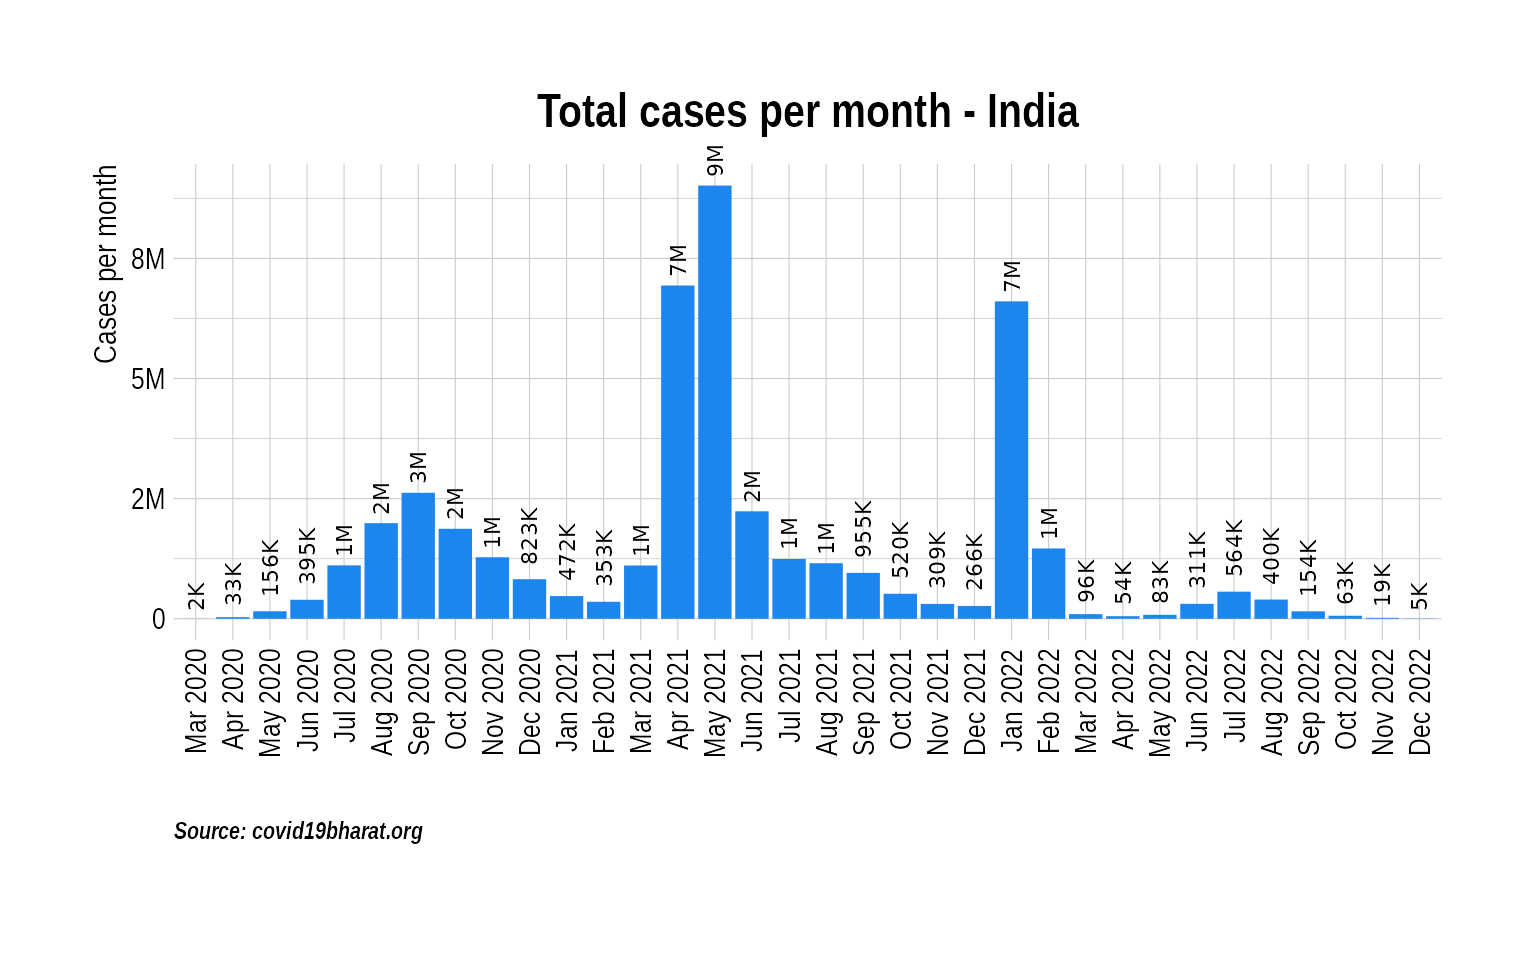 Total cases per month - India
Cases per month
8M
5M
2M
0
2K
33K
156K
395K
1M
2M
3M
2M
1M
823K
472K
353K
1M
7M
9M
2M
1M
1M
955K
520K
309K
266K
7M
1M
96K
54K
83K
311K
564K
400K
154K
63K
19K
5K
Mar 2020
Apr 2020
May 2020
Jun 2020
Jul 2020
Aug 2020
Sep 2020
Oct 2020
Nov 2020
Dec 2020
Jan 2021
Feb 2021
Mar 2021
Apr 2021
May 2021
Jun 2021
Jul 2021
Aug 2021
Sep 2021
Oct 2021
Nov 2021
Dec 2021
Jan 2022
Feb 2022
Mar 2022
Apr 2022
May 2022
Jun 2022
Jul 2022
Aug 2022
Sep 2022
Oct 2022
Nov 2022
Dec 2022
Source: covid19bharat.org